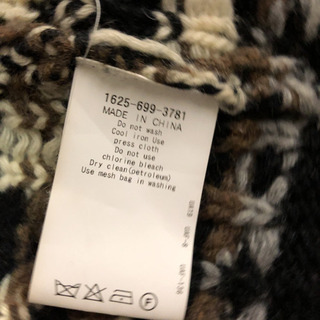 1625-699-3781
MADE IN CHINA
Do not wash
Cool iron Use
press cloth
Do not use
chlorine bleach
Dry clean(petroleum)
Use mesh bag in washing
F